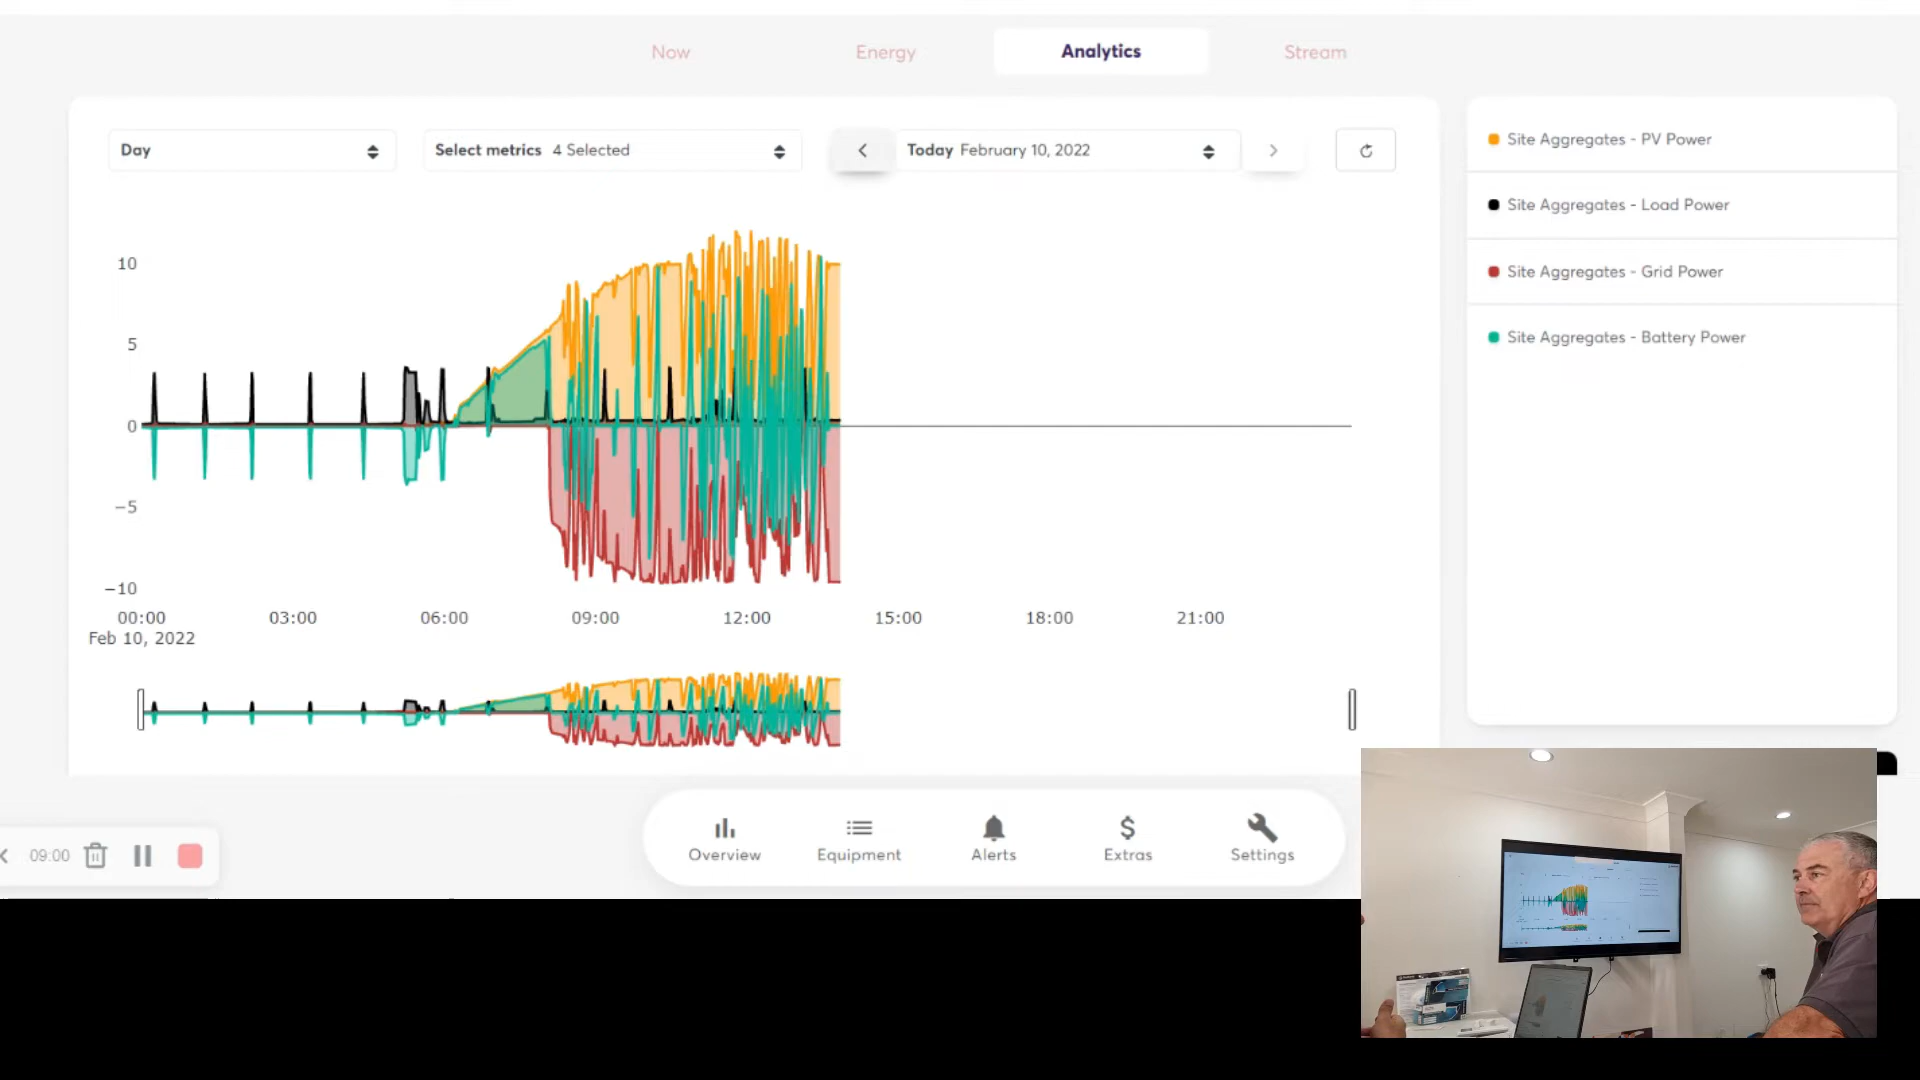 Now Energy Analytics Stream
Day Select metrics 4 Selected Today February 10, 2022
Site Aggregates - PV Power
Site Aggregates - Load Power
Site Aggregates - Grid Power
Site Aggregates - Battery Power
10
5
0
−5
−10
00:00 03:00 06:00 09:00 12:00 15:00 18:00 21:00
Feb 10, 2022
09:00
Overview Equipment Alerts Extras Settings